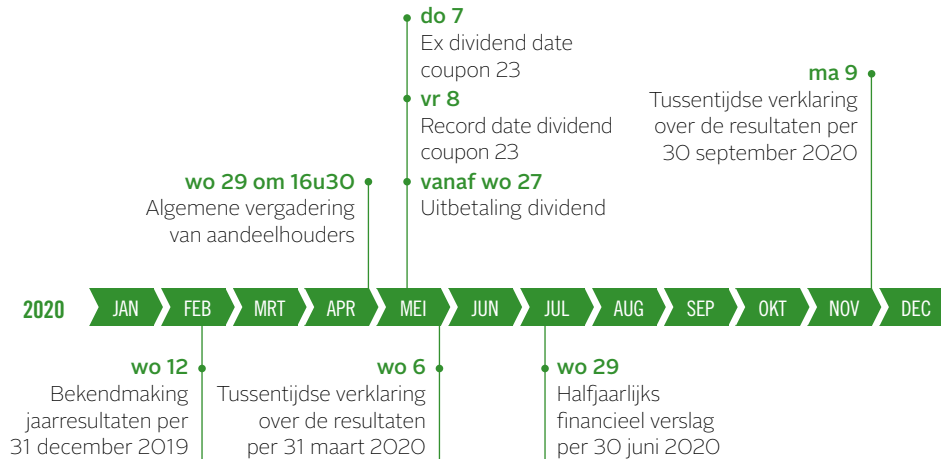 do 7
Ex dividend date
coupon 23
vr 8
Record date dividend
coupon 23
vanaf wo 27
Uitbetaling dividend
ma 9
Tussentijdse verklaring
over de resultaten per
30 september 2020
wo 29 om 16u30
Algemene vergadering
van aandeelhouders
2020 JAN FEB MRT APR MEI JUN JUL AUG SEP OKT NOV DEC
wo 12
Bekendmaking
jaarresultaten per
31 december 2019
wo 6
Tussentijdse verklaring
over de resultaten
per 31 maart 2020
wo 29
Halfjaarlijks
financieel verslag
per 30 juni 2020